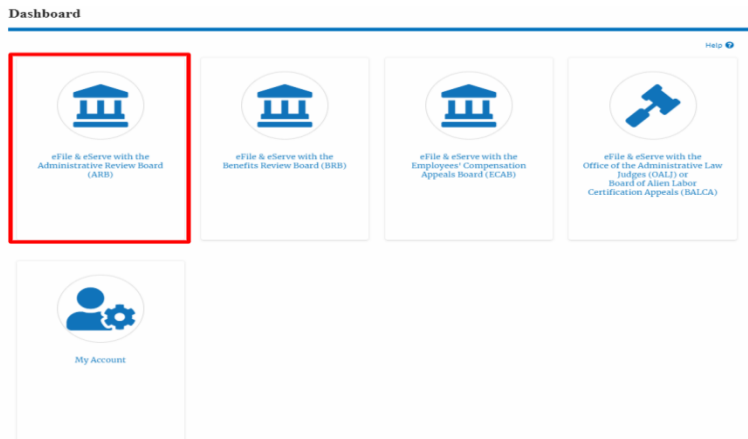 Dashboard
Help
eFile & eServe with the
Administrative Review Board
(ARB)
eFile & eServe with the
Benefits Review Board (BRB)
eFile & eServe with the
Employees' Compensation
Appeals Board (ECAB)
eFile & eServe with the
Office of the Administrative Law
Judges (OALJ) or
Board of Alien Labor
Certification Appeals (BALCA)
My Account